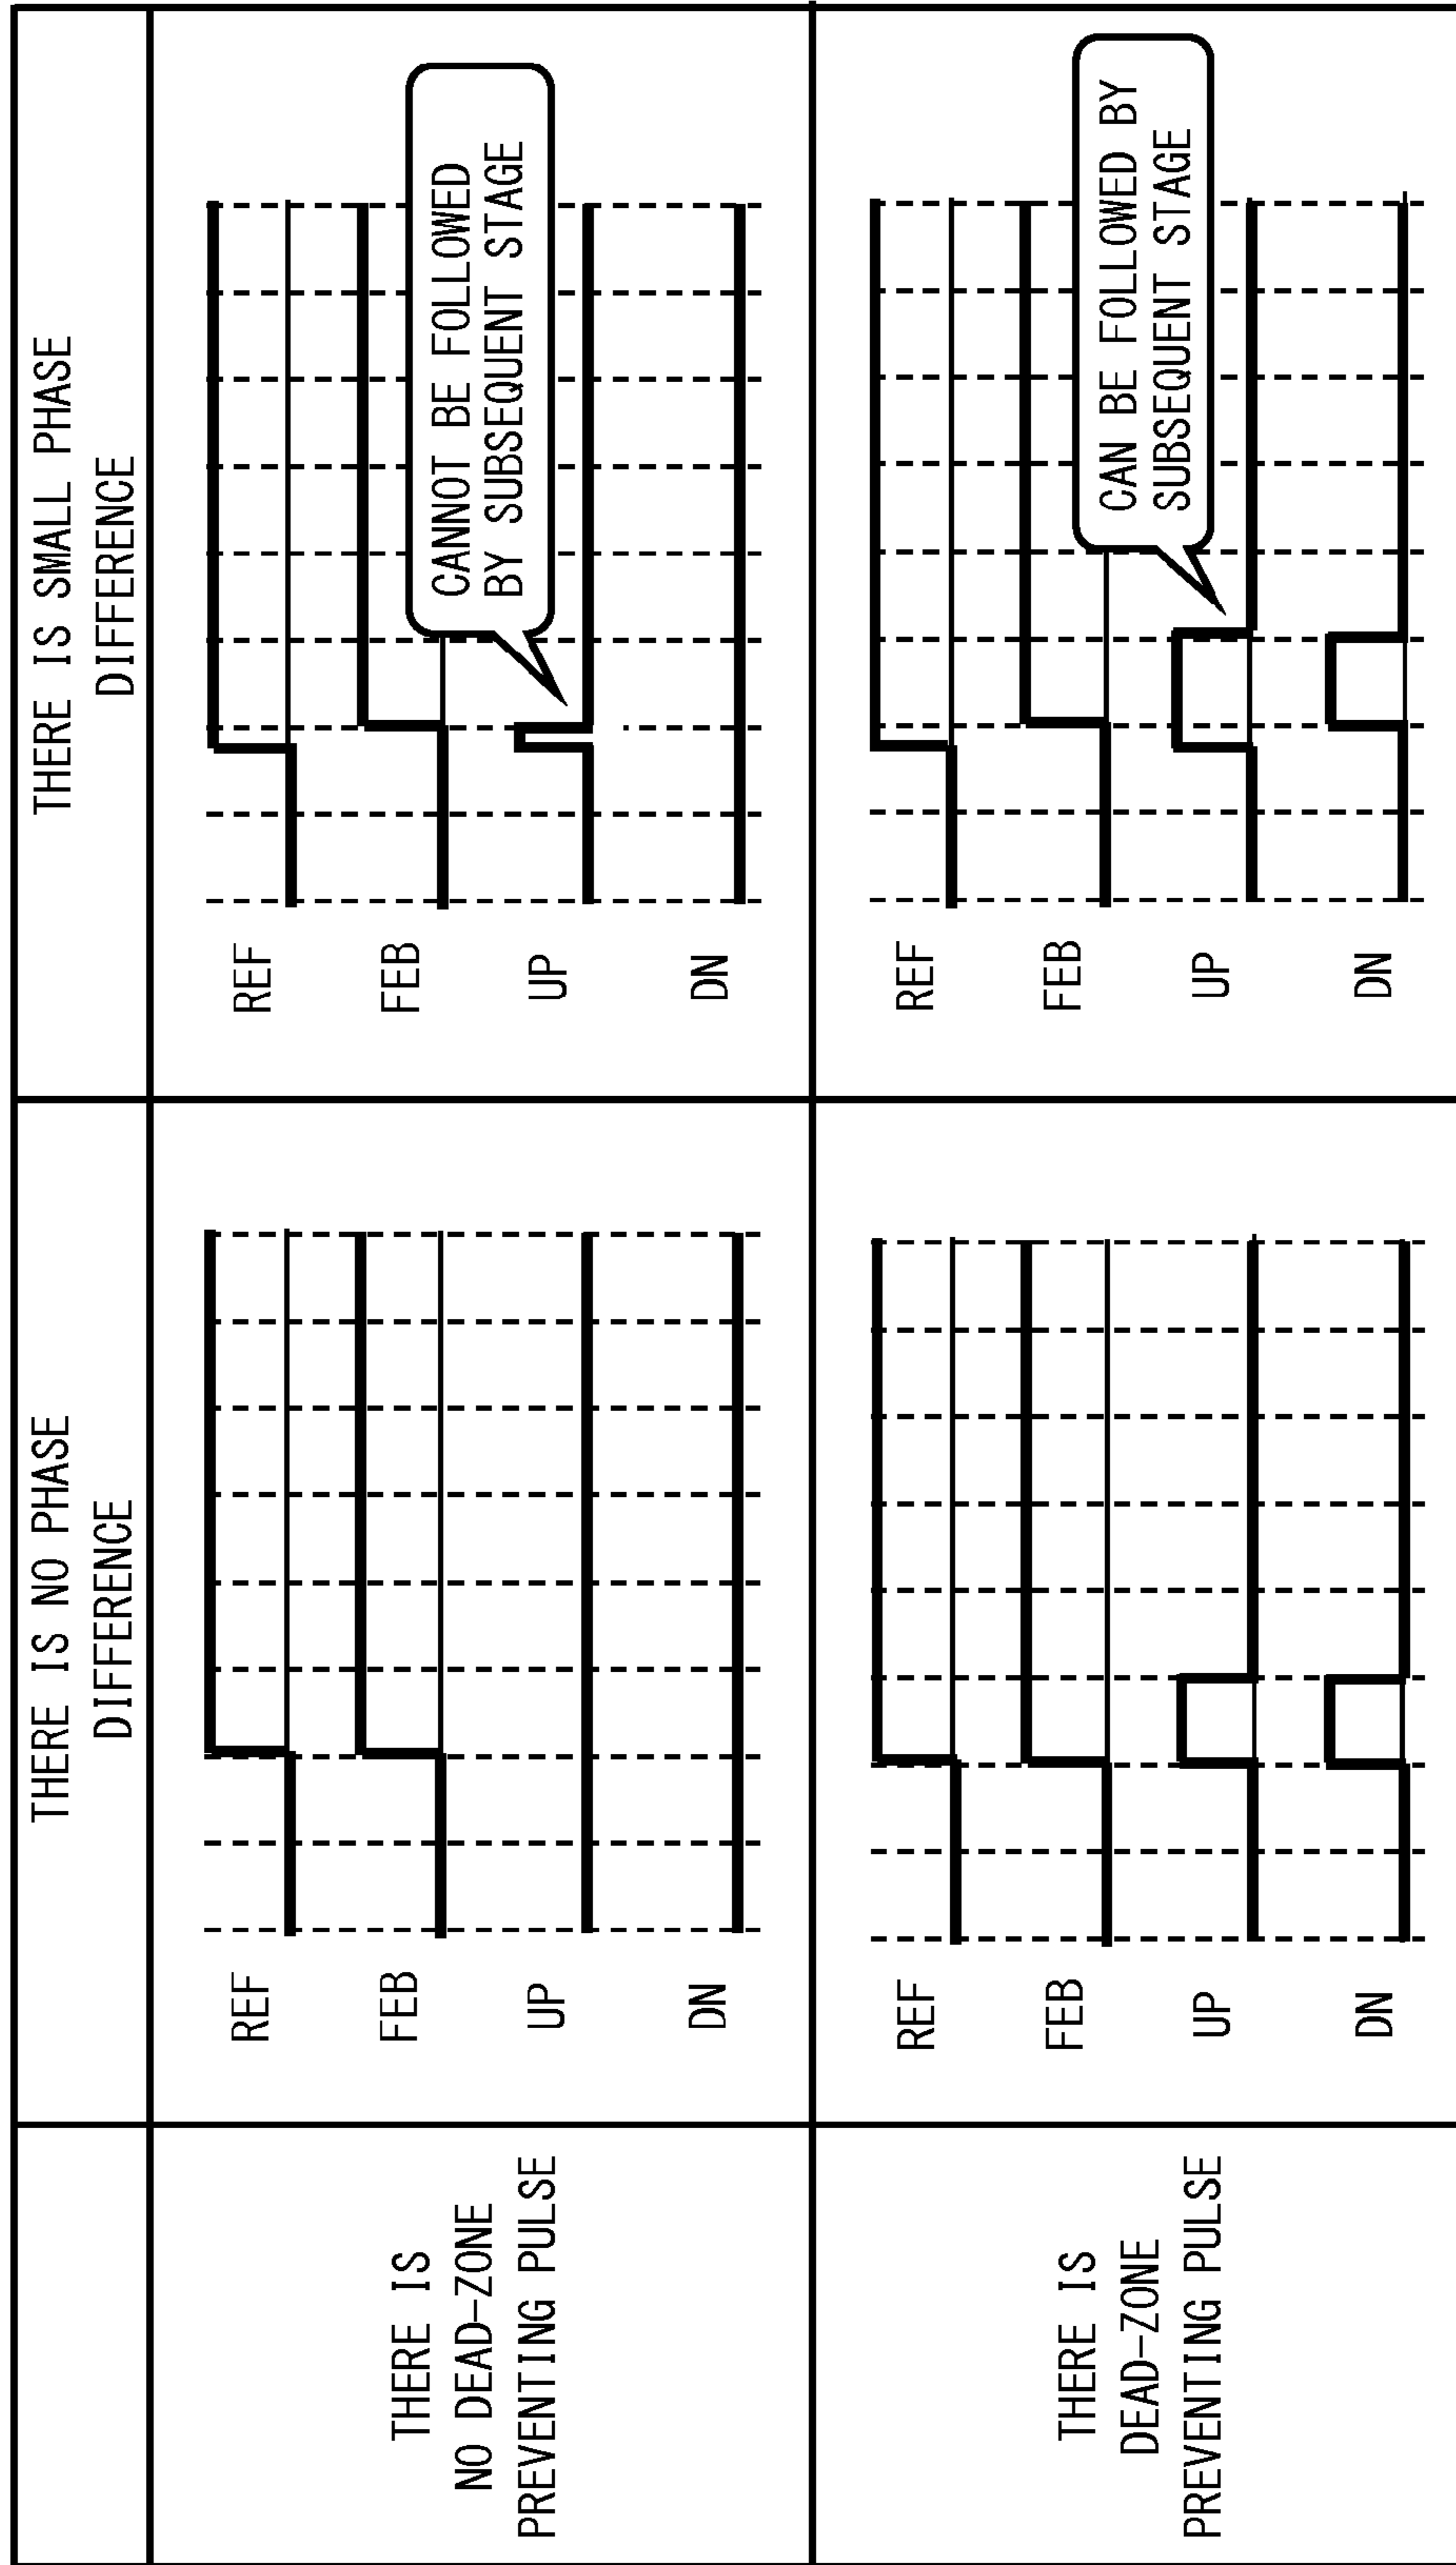 THERE IS NO PHASE
DIFFERENCE
THERE IS SMALL PHASE
DIFFERENCE
THERE IS
NO DEAD-ZONE
PREVENTING PULSE
REF
FEB
UP
DN
REF
FEB
UP
DN
CANNOT BE FOLLOWED
BY SUBSEQUENT STAGE
THERE IS
DEAD-ZONE
PREVENTING PULSE
REF
FEB
UP
DN
REF
FEB
UP
DN
CAN BE FOLLOWED BY
SUBSEQUENT STAGE